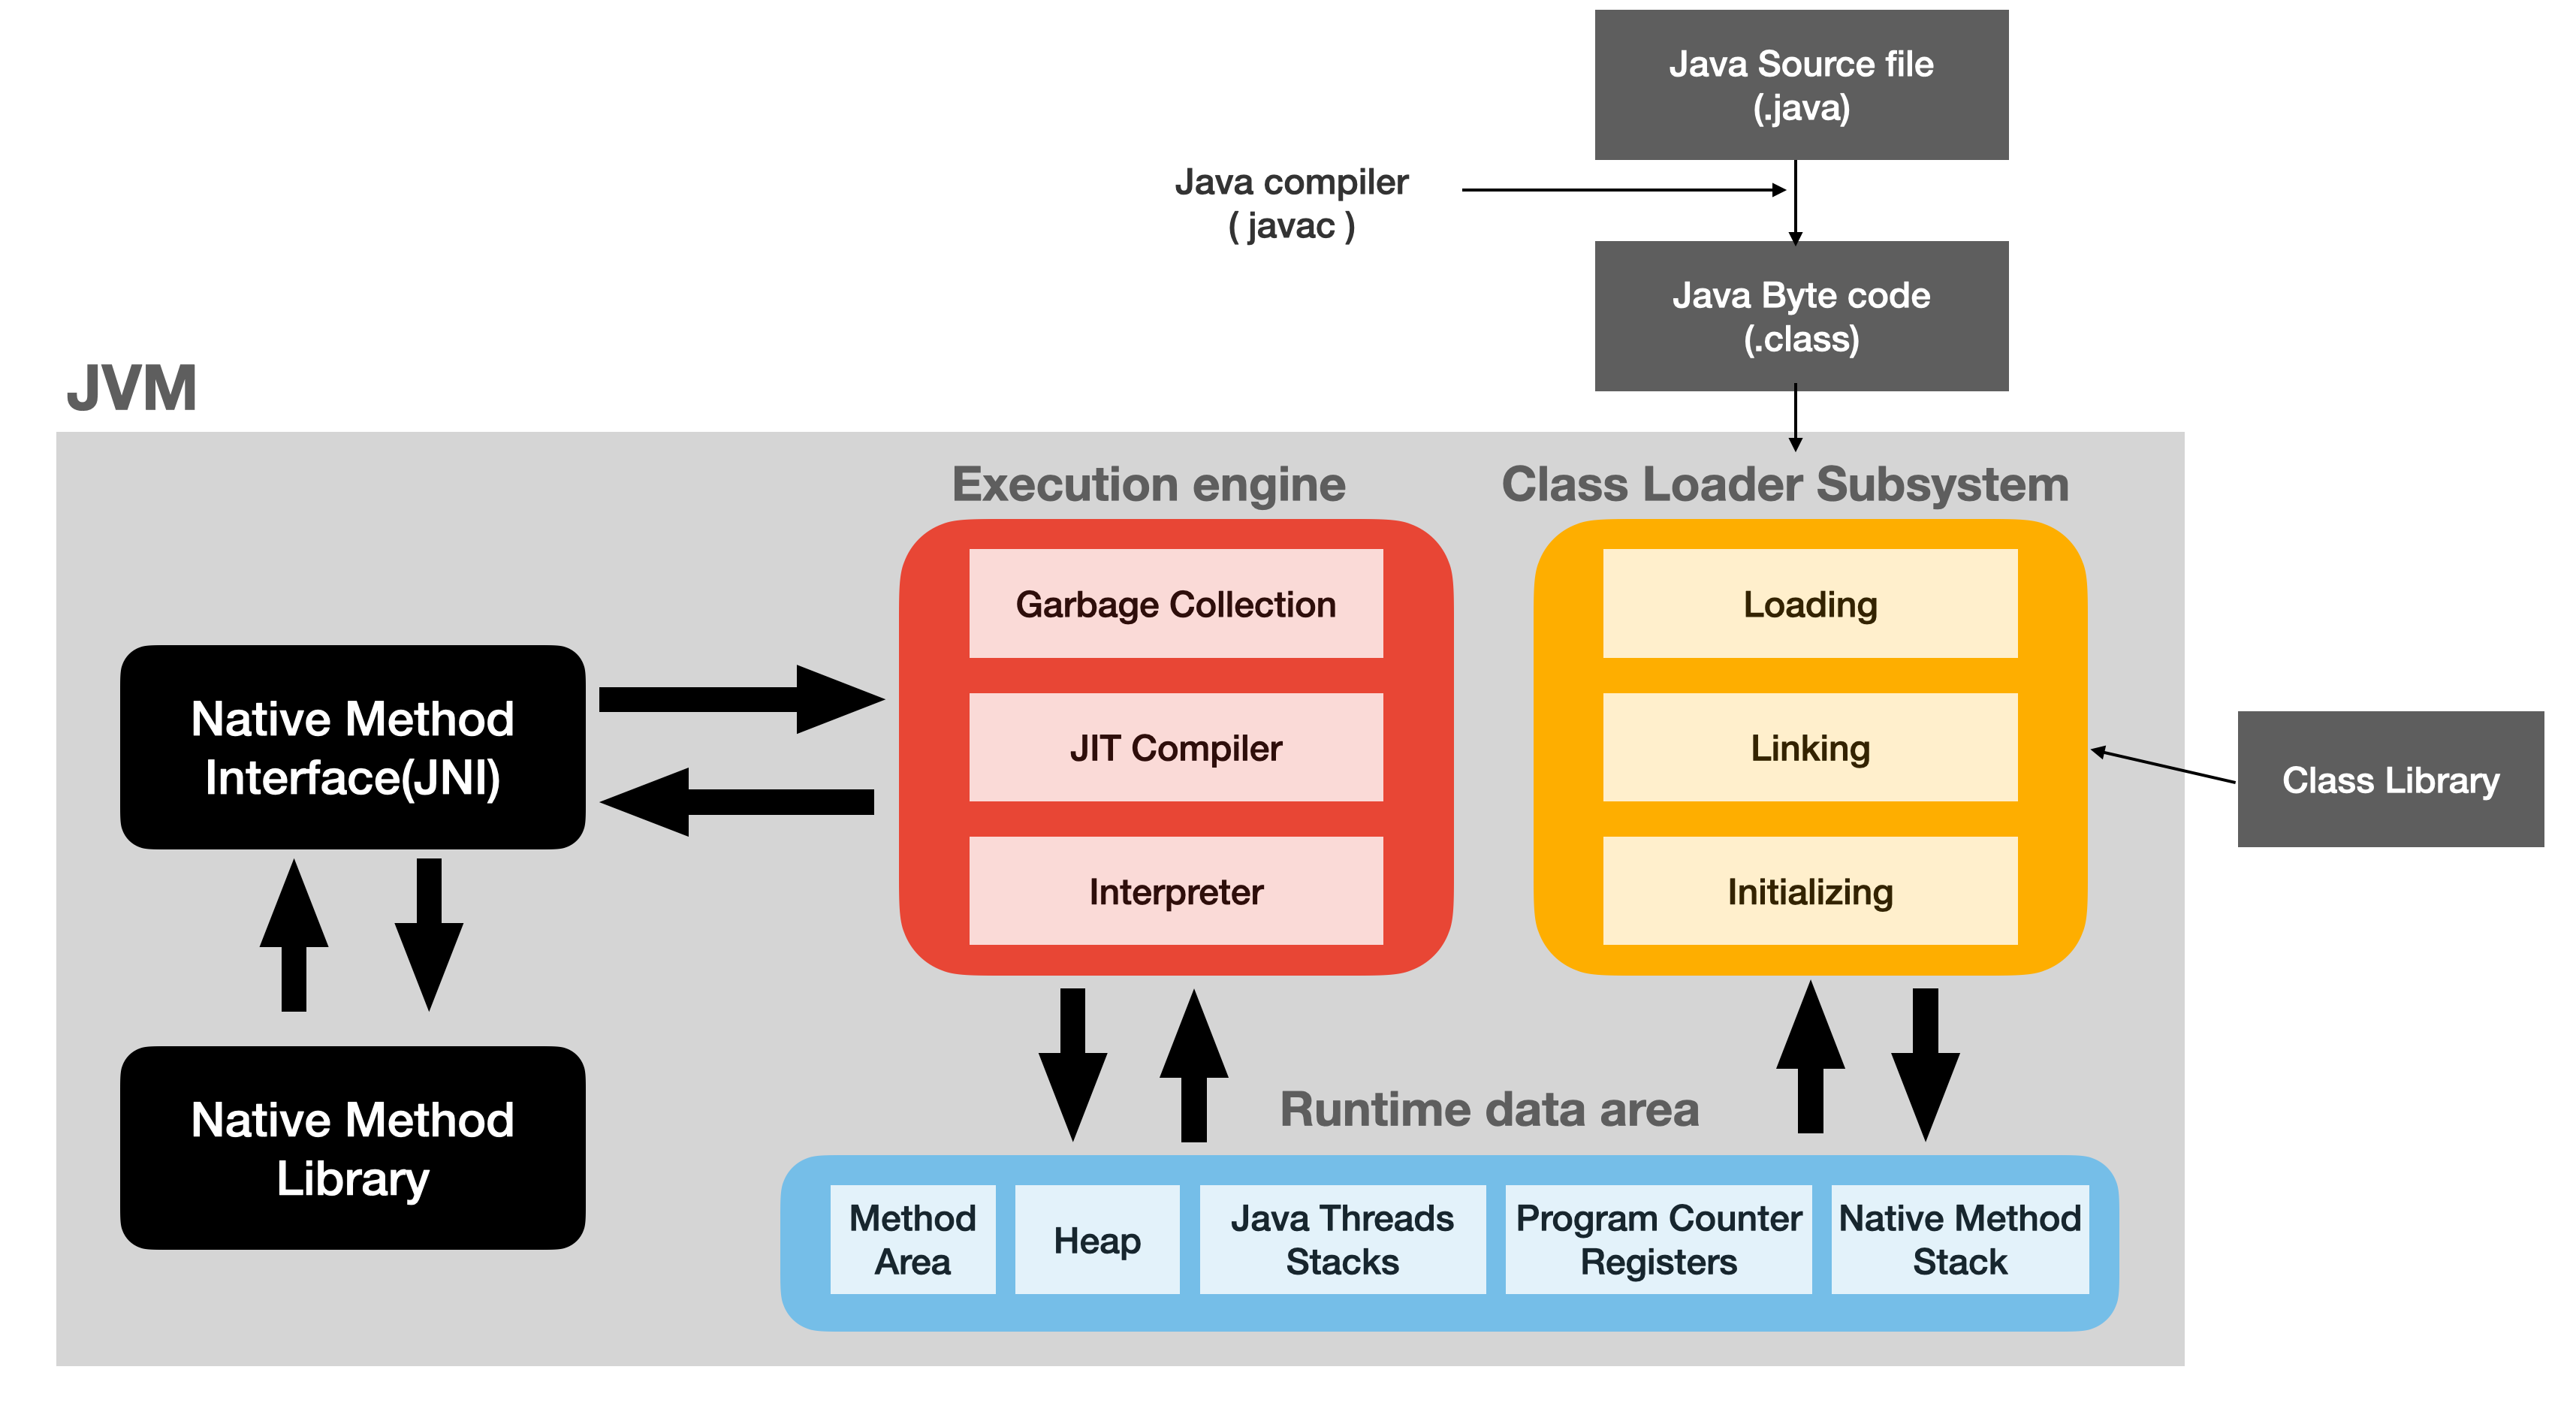 Java Source file
(.java)
Java compiler
( javac )
Java Byte code
(.class)
JVM
Execution engine
Class Loader Subsystem
Garbage Collection
JIT Compiler
Interpreter
Loading
Linking
Initializing
Class Library
Native Method
Interface(JNI)
Native Method
Library
Runtime data area
Method
Area
Heap
Java Threads
Stacks
Program Counter
Registers
Native Method
Stack